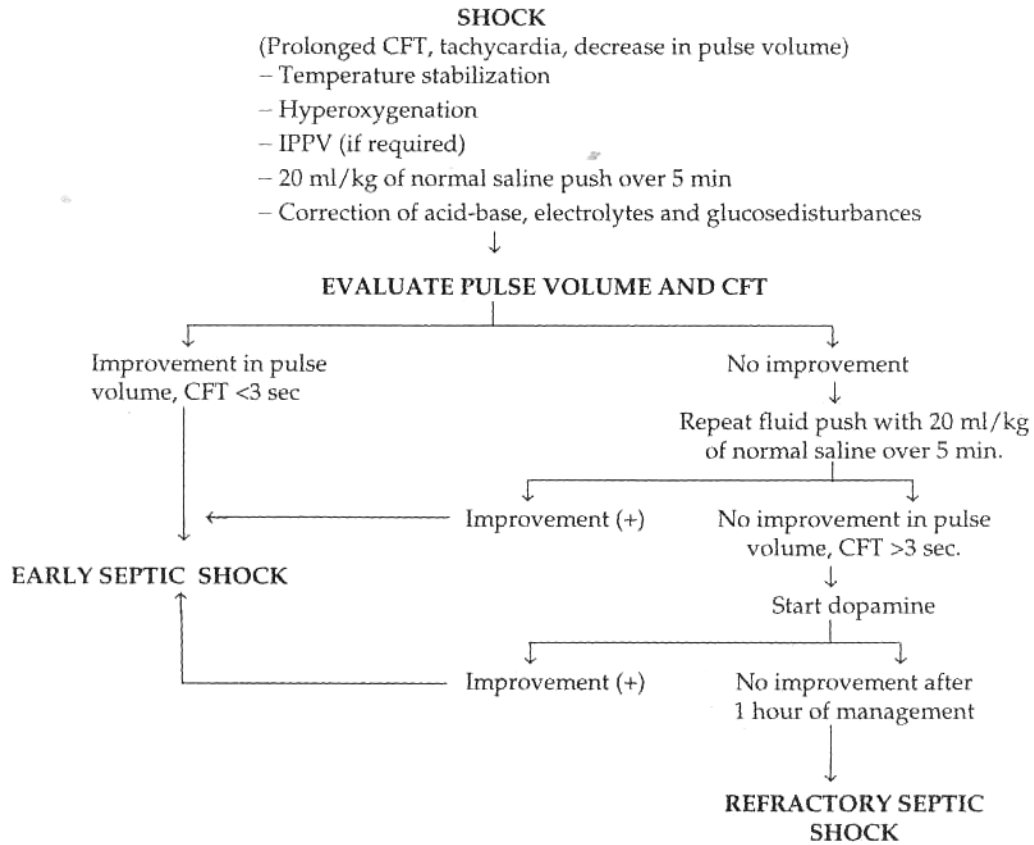 SHOCK
(Prolonged CFT, tachycardia, decrease in pulse volume)
– Temperature stabilization
– Hyperoxygenation
– IPPV (if required)
– 20 ml/kg of normal saline push over 5 min
– Correction of acid-base, electrolytes and glucosedisturbances
EVALUATE PULSE VOLUME AND CFT
Improvement in pulse
volume, CFT <3 sec
No improvement
Repeat fluid push with 20 ml/kg
of normal saline over 5 min.
Improvement (+)
No improvement in pulse
volume, CFT >3 sec.
EARLY SEPTIC SHOCK
Start dopamine
Improvement (+)
No improvement after
1 hour of management
REFRACTORY SEPTIC
SHOCK